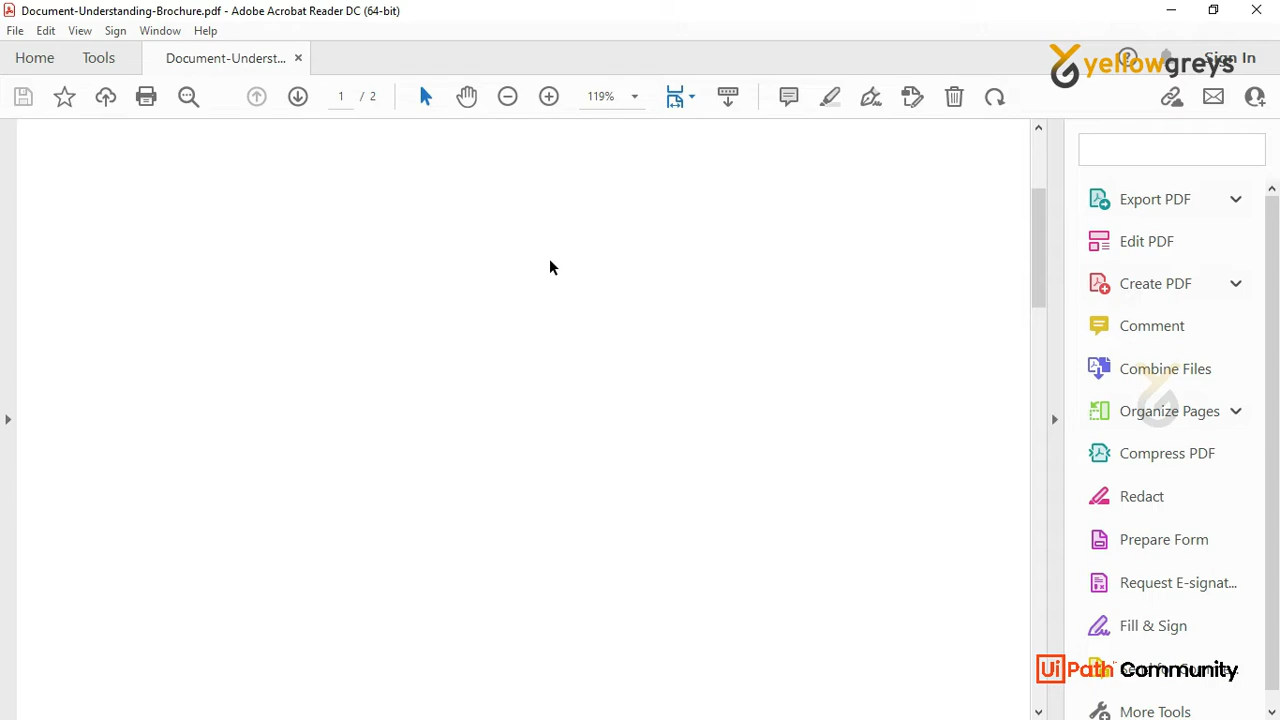 Document-Understanding-Brochure.pdf - Adobe Acrobat Reader DC (64-bit)
File Edit View Sign Window Help
Home Tools Document-Underst... Sign In
yellowgreys
1 / 2 119%
Export PDF
Edit PDF
Create PDF
Comment
Combine Files
Organize Pages
Compress PDF
Redact
Prepare Form
Request E-signat...
Fill & Sign
UiPath Community
More Tools